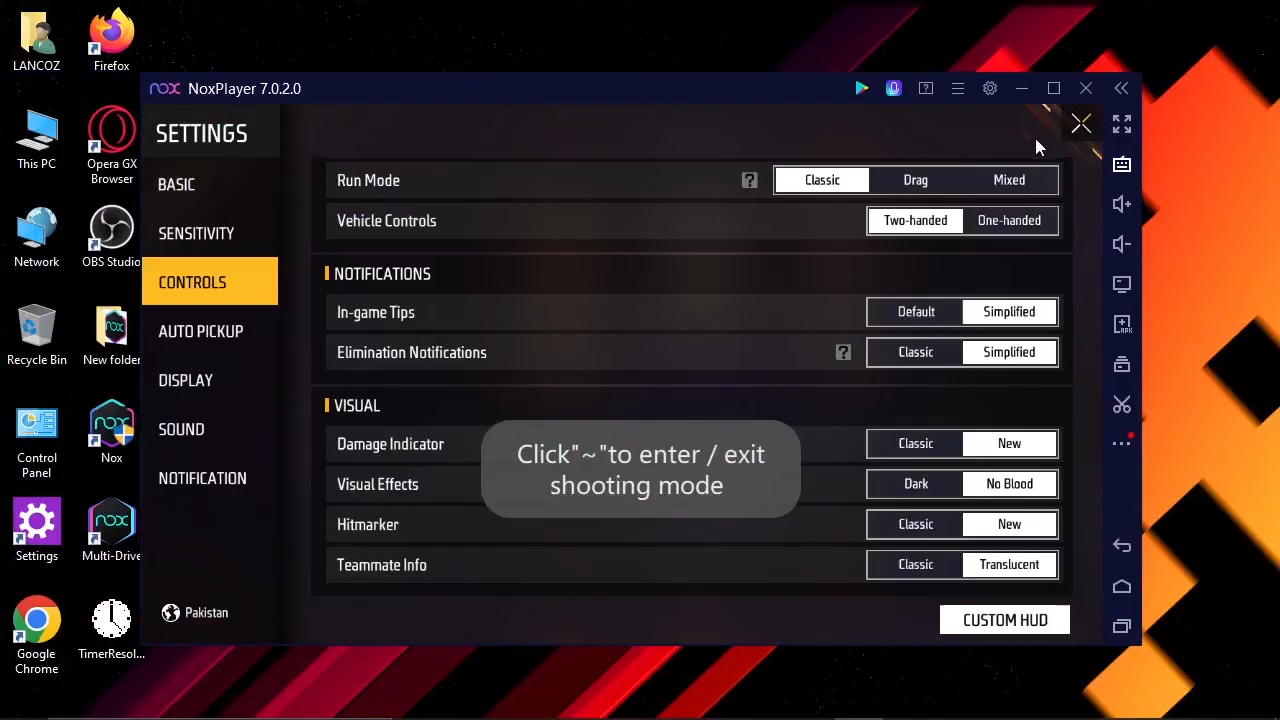 LANCOZ
Firefox
This PC
Opera GX
Browser
Network
OBS Studio
Recycle Bin
New folder
Control
Panel
Nox
Settings
Multi-Drive
Google
Chrome
TimerResol...
nox NoxPlayer 7.0.2.0
SETTINGS
BASIC
SENSITIVITY
CONTROLS
AUTO PICKUP
DISPLAY
SOUND
NOTIFICATION
Pakistan
Run Mode ? Classic Drag Mixed
Vehicle Controls Two-handed One-handed
NOTIFICATIONS
In-game Tips Default Simplified
Elimination Notifications ? Classic Simplified
VISUAL
Damage Indicator Classic New
Visual Effects Dark No Blood
Hitmarker Classic New
Teammate Info Classic Translucent
Click"~"to enter / exit
shooting mode
CUSTOM HUD